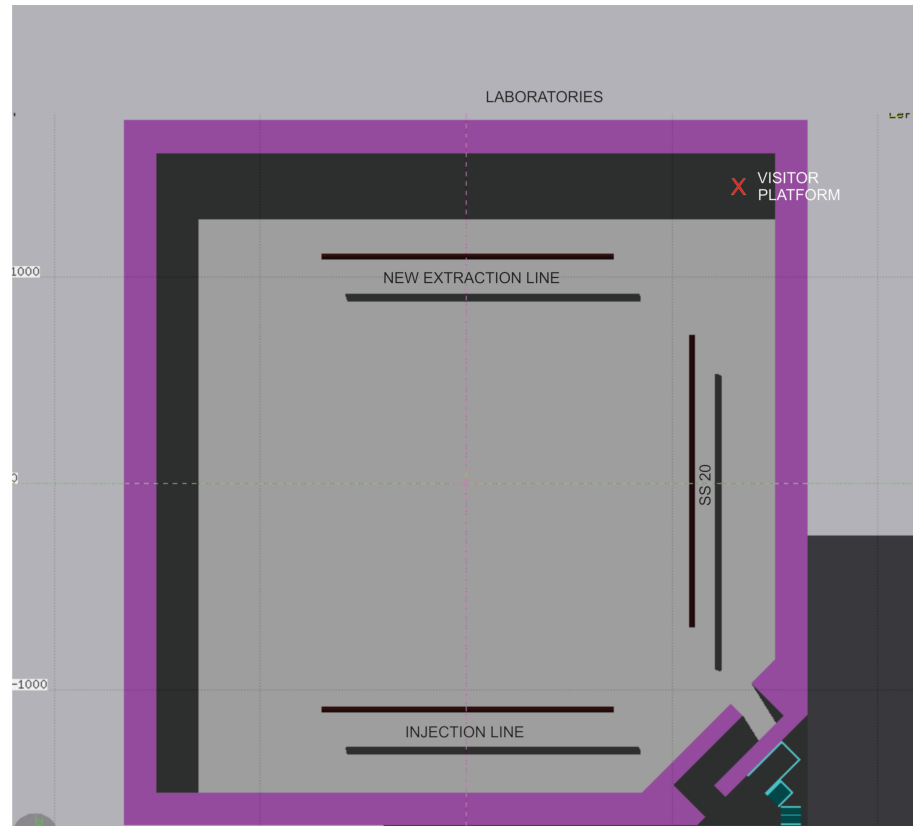 LABORATORIES
X VISITOR
PLATFORM
1000
NEW EXTRACTION LINE
0
SS 20
-1000
INJECTION LINE